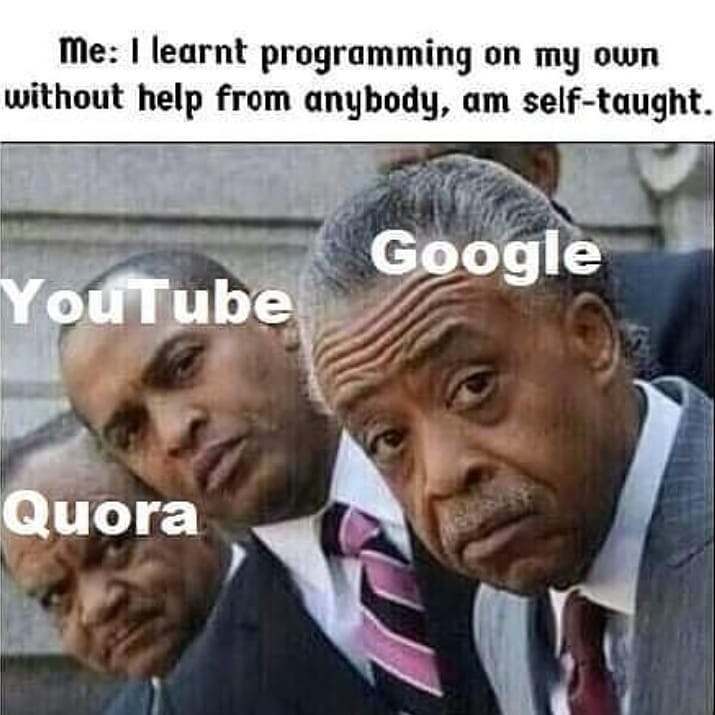 Me: I learnt programming on my own
without help from anybody, am self-taught.
Google
YouTube
Quora